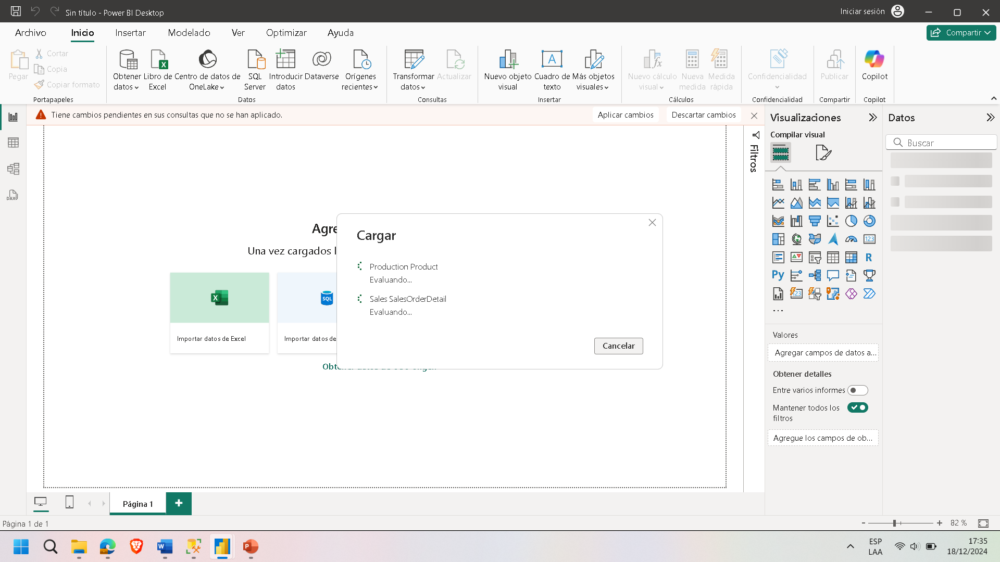 Sin título - Power BI Desktop
Iniciar sesión
Archivo
Inicio
Insertar
Modelado
Ver
Optimizar
Ayuda
Compartir
Pegar
Cortar
Copia
Copiar formato
Portapapeles
Obtener datos
Libro de Excel
Centro de datos de OneLake
SQL Server
Introducir datos
Dataverse
Orígenes recientes
Datos
Transformar datos
Actualizar
Consultas
Nuevo objeto visual
Cuadro de texto
Más objetos visuales
Insertar
Nuevo cálculo visual
Nueva medida
Medida rápida
Cálculos
Confidencialidad
Confidencialidad
Publicar
Compartir
Copilot
Copilot
Tiene cambios pendientes en sus consultas que no se han aplicado.
Aplicar cambios
Descartar cambios
DAX
Una vez cargados
SQL
Importar datos de Excel
Importar datos de
Cargar
Production Product
Evaluando...
Sales SalesOrderDetail
Evaluando...
Cancelar
Filtros
Visualizaciones
Compilar visual
123
R
Py
123
Valores
Agregar campos de datos a...
Obtener detalles
Entre varios informes
Mantener todos los filtros
Agregue los campos de ob...
Datos
Buscar
Página 1
Página 1 de 1
82 %
ESP
LAA
17:35
18/12/2024